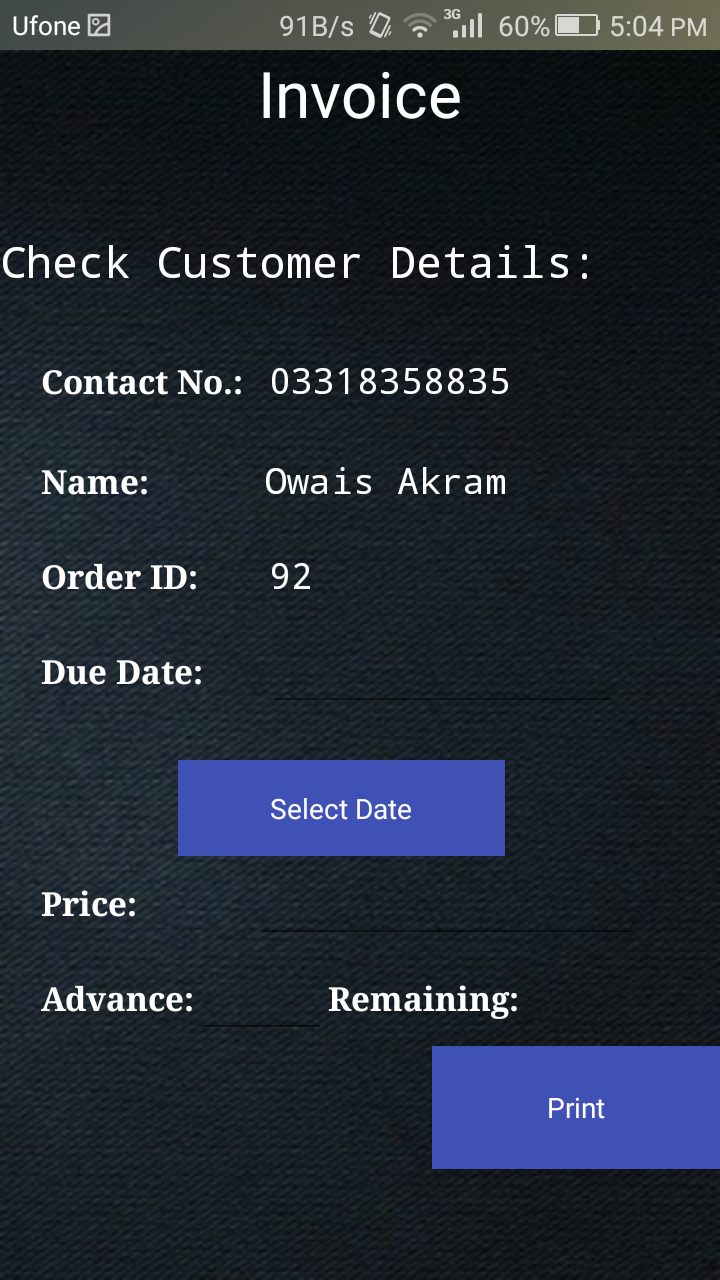 Ufone 91B/s 3G 60% 5:04 PM
Invoice
Check Customer Details:
Contact No.: 03318358835
Name: Owais Akram
Order ID: 92
Due Date:
Select Date
Price:
Advance: Remaining:
Print